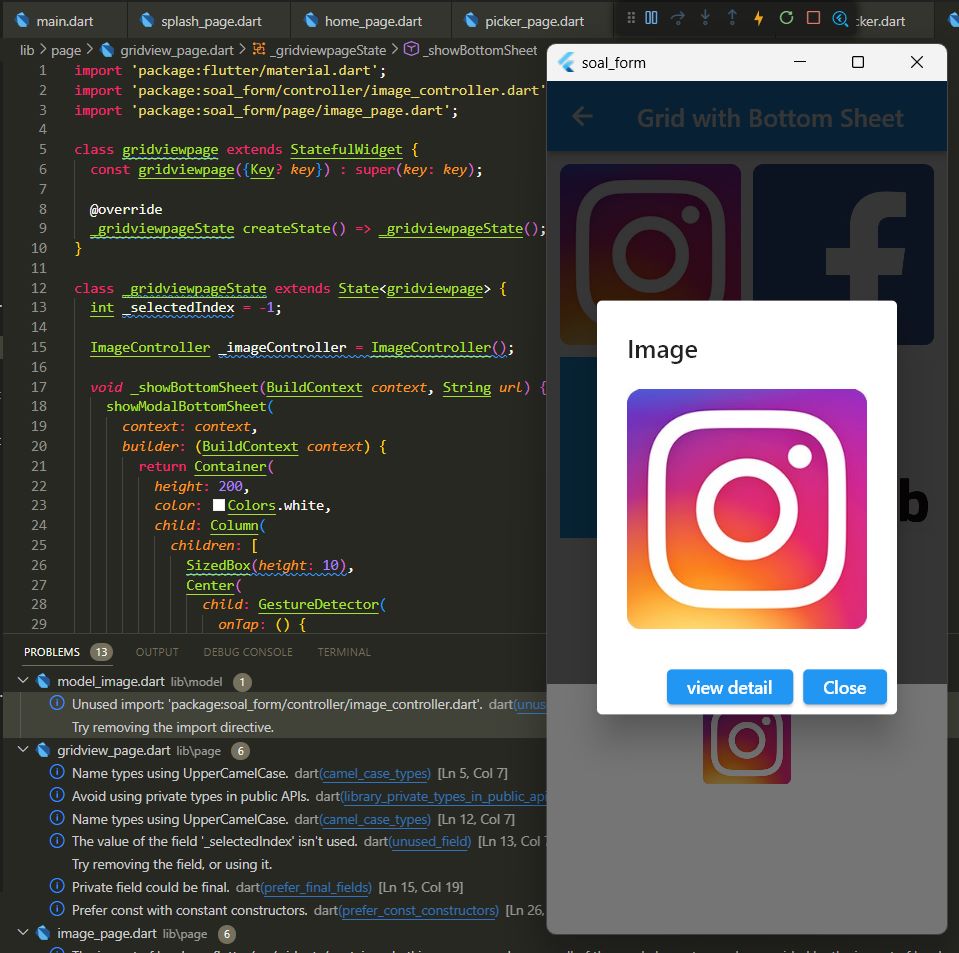 main.dart splash_page.dart home_page.dart picker_page.dart cker.dart
lib > page > gridview_page.dart > _gridviewpageState > _showBottomSheet
1 import 'package:flutter/material.dart';
2 import 'package:soal_form/controller/image_controller.dart'
3 import 'package:soal_form/page/image_page.dart';
4
5 class gridviewpage extends StatefulWidget {
6 const gridviewpage({Key? key}) : super(key: key);
7
8 @override
9 _gridviewpageState createState() => _gridviewpageState();
10 }
11
12 class _gridviewpageState extends State<gridviewpage> {
13 int _selectedIndex = -1;
14
15 ImageController _imageController = ImageController();
16
17 void _showBottomSheet(BuildContext context, String url) {
18 showModalBottomSheet(
19 context: context,
20 builder: (BuildContext context) {
21 return Container(
22 height: 200,
23 color: Colors.white,
24 child: Column(
25 children: [
26 SizedBox(height: 10),
27 Center(
28 child: GestureDetector(
29 onTap: () {
PROBLEMS 13 OUTPUT DEBUG CONSOLE TERMINAL
model_image.dart lib\model 1
Unused import: 'package:soal_form/controller/image_controller.dart'. dart(unus
Try removing the import directive.
gridview_page.dart lib\page 6
Name types using UpperCamelCase. dart(camel_case_types) [Ln 5, Col 7]
Avoid using private types in public APIs. dart(library_private_types_in_public_api
Name types using UpperCamelCase. dart(camel_case_types) [Ln 12, Col 7]
The value of the field '_selectedIndex' isn't used. dart(unused_field) [Ln 13, Col 7
Try removing the field, or using it.
Private field could be final. dart(prefer_final_fields) [Ln 15, Col 19]
Prefer const with constant constructors. dart(prefer_const_constructors) [Ln 26,
image_page.dart lib\page 6
soal_form
Grid with Bottom Sheet
b
Image
view detail Close